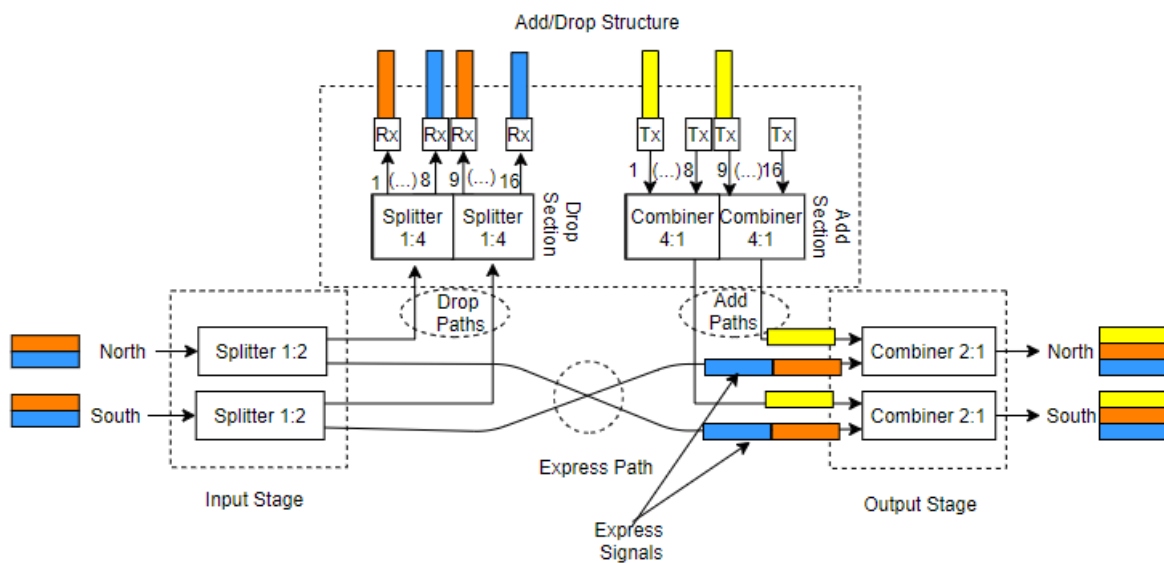 Add/Drop Structure
Rx Rx Rx Rx
Tx Tx Tx Tx
1 (...) 8 9 (...) 16
1 (...) 8 9 (...) 16
Splitter 1:4
Splitter 1:4
Drop Section
Combiner 4:1
Combiner 4:1
Add Section
Drop Paths
Add Paths
North
Splitter 1:2
Combiner 2:1
North
South
Splitter 1:2
Combiner 2:1
South
Express Path
Input Stage
Output Stage
Express
Signals